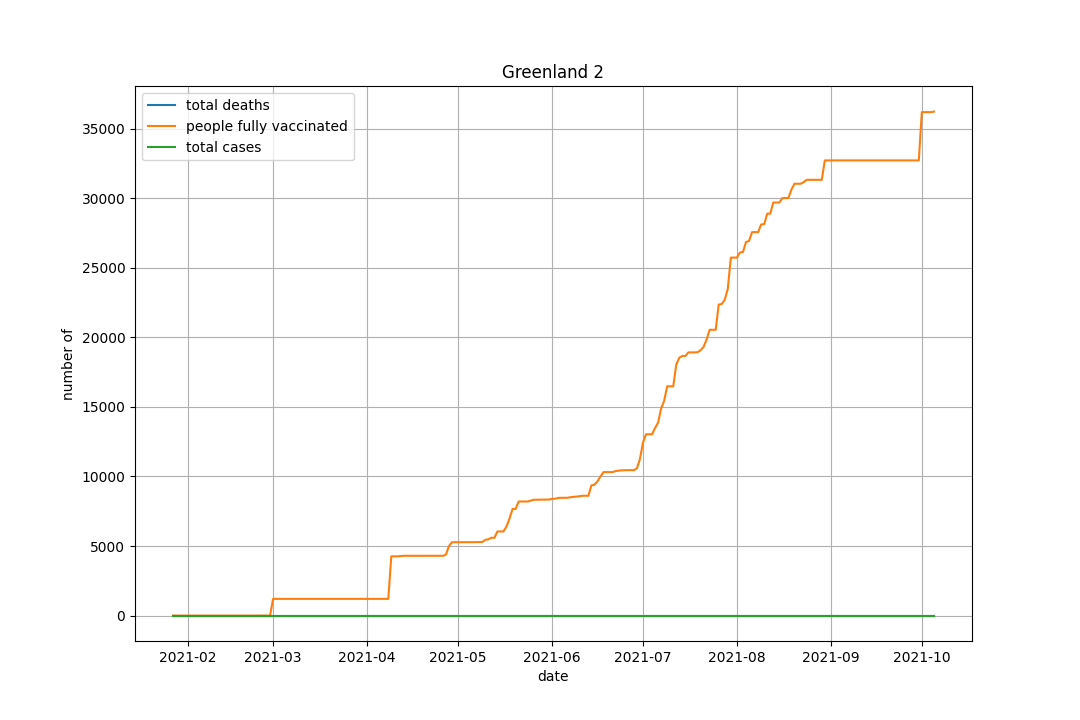 Greenland 2
total deaths
people fully vaccinated
total cases
35000
30000
25000
20000
15000
10000
5000
0
number of
2021-02 2021-03 2021-04 2021-05 2021-06 2021-07 2021-08 2021-09 2021-10
date